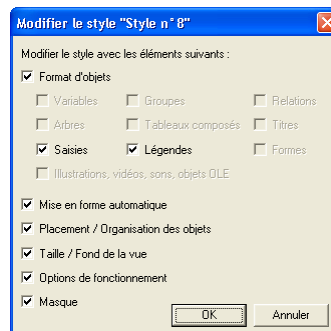 Modifier le style "Style n°8"
Modifier le style avec les éléments suivants :
Format d'objets
Variables Groupes Relations
Arbres Tableaux composés Titres
Saisies Légendes Formes
Illustrations, vidéos, sons, objets OLE
Mise en forme automatique
Placement / Organisation des objets
Taille / Fond de la vue
Options de fonctionnement
Masque
OK Annuler